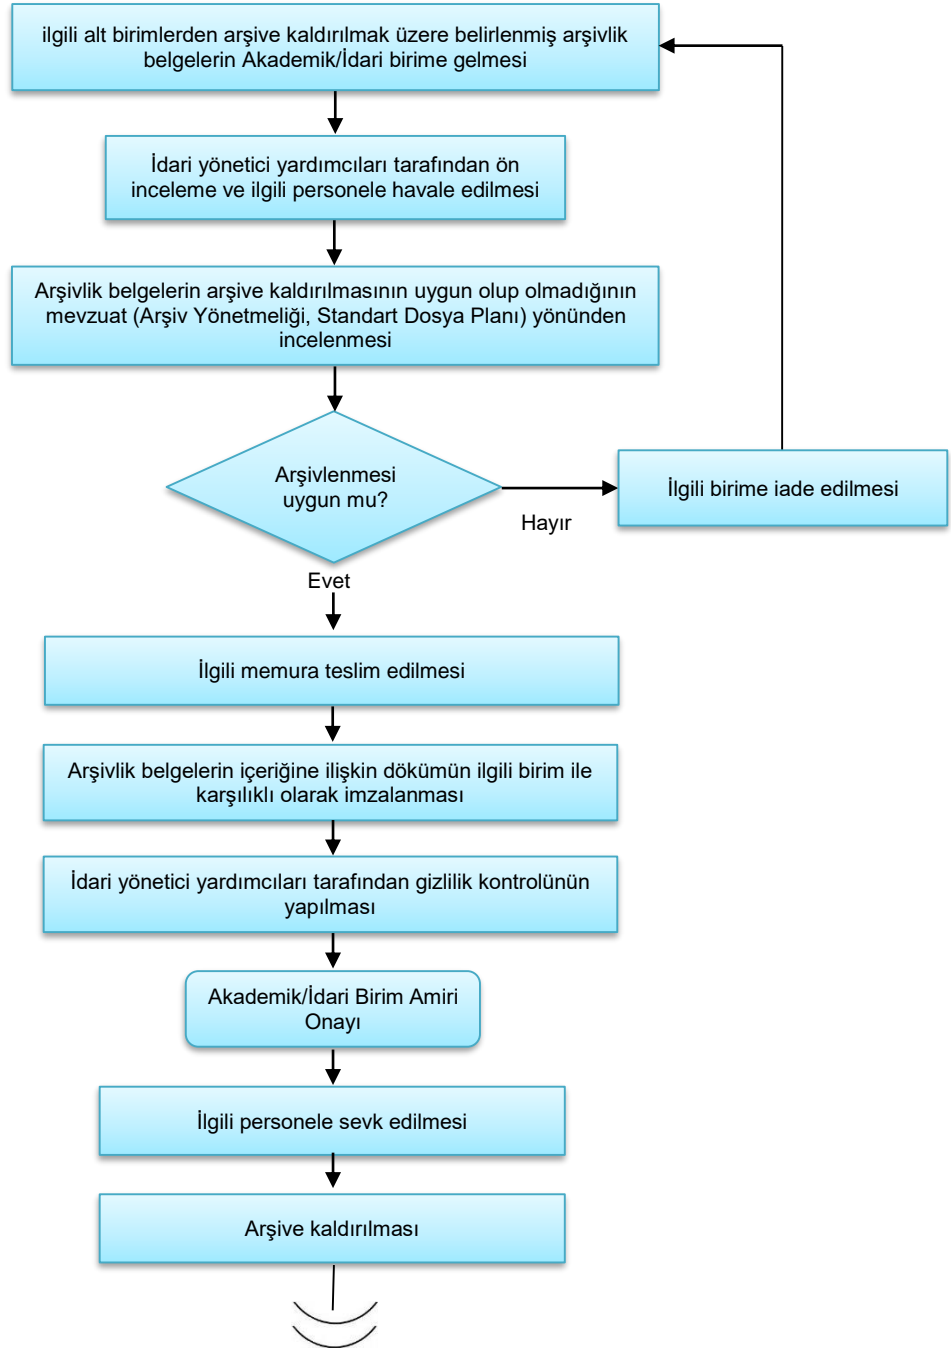 ilgili alt birimlerden arşive kaldırılmak üzere belirlenmiş arşivlik
belgelerin Akademik/İdari birime gelmesi
İdari yönetici yardımcıları tarafından ön
inceleme ve ilgili personele havale edilmesi
Arşivlik belgelerin arşive kaldırılmasının uygun olup olmadığının
mevzuat (Arşiv Yönetmeliği, Standart Dosya Planı) yönünden
incelenmesi
Arşivlenmesi
uygun mu?
İlgili birime iade edilmesi
Hayır
Evet
İlgili memura teslim edilmesi
Arşivlik belgelerin içeriğine ilişkin dökümün ilgili birim ile
karşılıklı olarak imzalanması
İdari yönetici yardımcıları tarafından gizlilik kontrolünün
yapılması
Akademik/İdari Birim Amiri
Onayı
İlgili personele sevk edilmesi
Arşive kaldırılması